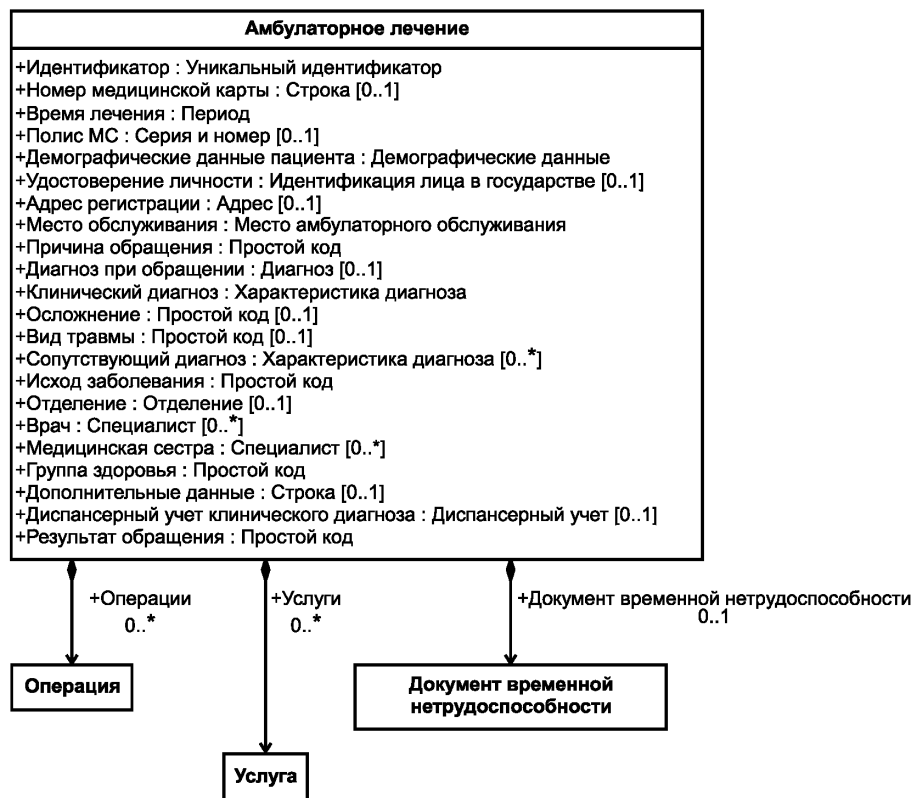 Амбулаторное лечение
+Идентификатор : Уникальный идентификатор
+Номер медицинской карты : Строка [0..1]
+Время лечения : Период
+Полис МС : Серия и номер [0..1]
+Демографические данные пациента : Демографические данные
+Удостоверение личности : Идентификация лица в государстве [0..1]
+Адрес регистрации : Адрес [0..1]
+Место обслуживания : Место амбулаторного обслуживания
+Причина обращения : Простой код
+Диагноз при обращении : Диагноз [0..1]
+Клинический диагноз : Характеристика диагноза
+Осложнение : Простой код [0..1]
+Вид травмы : Простой код [0..1]
+Сопутствующий диагноз : Характеристика диагноза [0..*]
+Исход заболевания : Простой код
+Отделение : Отделение [0..1]
+Врач : Специалист [0..*]
+Медицинская сестра : Специалист [0..*]
+Группа здоровья : Простой код
+Дополнительные данные : Строка [0..1]
+Диспансерный учет клинического диагноза : Диспансерный учет [0..1]
+Результат обращения : Простой код
+Операции
0..*
+Услуги
0..*
+Документ временной нетрудоспособности
0..1
Операция
Документ временной
нетрудоспособности
Услуга